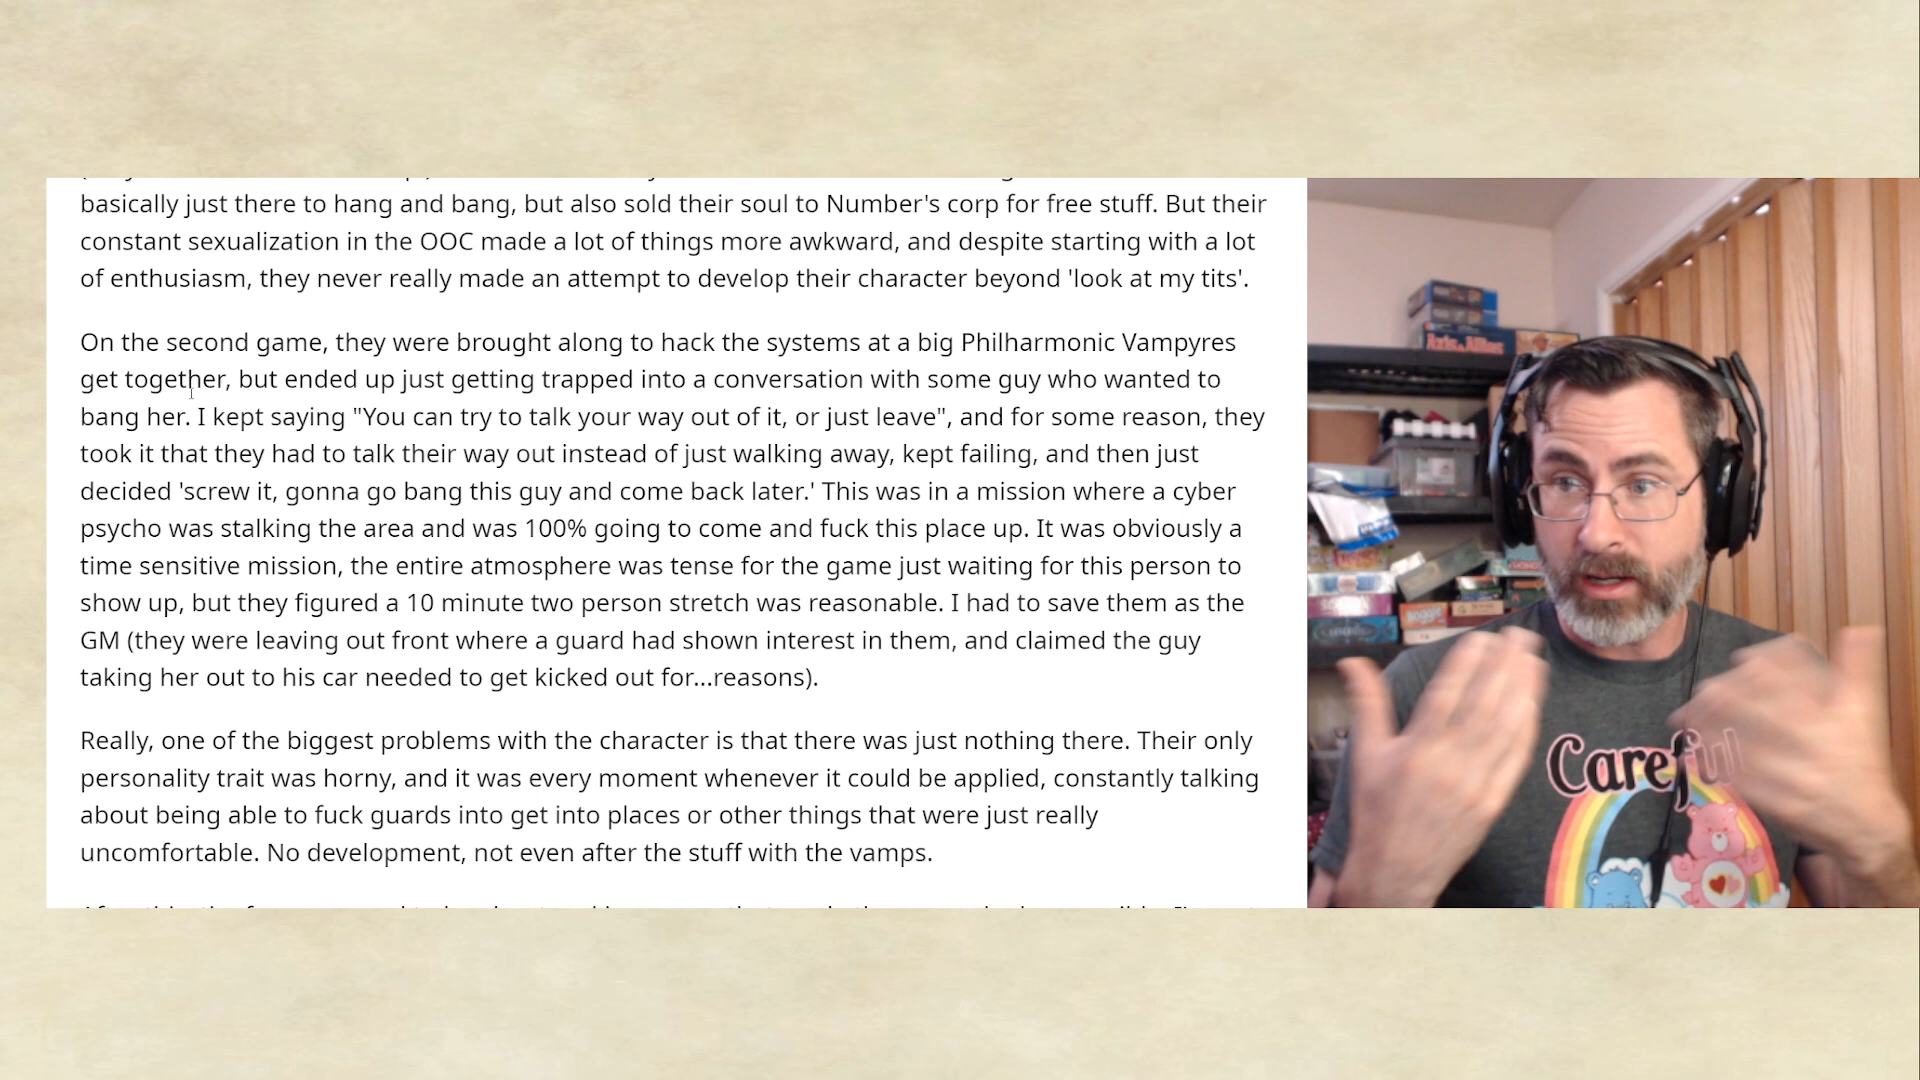 basically just there to hang and bang, but also sold their soul to Number's corp for free stuff. But their
constant sexualization in the OOC made a lot of things more awkward, and despite starting with a lot
of enthusiasm, they never really made an attempt to develop their character beyond 'look at my tits'.
On the second game, they were brought along to hack the systems at a big Philharmonic Vampyres
get together, but ended up just getting trapped into a conversation with some guy who wanted to
bang her. I kept saying "You can try to talk your way out of it, or just leave", and for some reason, they
took it that they had to talk their way out instead of just walking away, kept failing, and then just
decided 'screw it, gonna go bang this guy and come back later.' This was in a mission where a cyber
psycho was stalking the area and was 100% going to come and fuck this place up. It was obviously a
time sensitive mission, the entire atmosphere was tense for the game just waiting for this person to
show up, but they figured a 10 minute two person stretch was reasonable. I had to save them as the
GM (they were leaving out front where a guard had shown interest in them, and claimed the guy
taking her out to his car needed to get kicked out for...reasons).
Really, one of the biggest problems with the character is that there was just nothing there. Their only
personality trait was horny, and it was every moment whenever it could be applied, constantly talking
about being able to fuck guards into get into places or other things that were just really
uncomfortable. No development, not even after the stuff with the vamps.
Axis & Allies
Careful